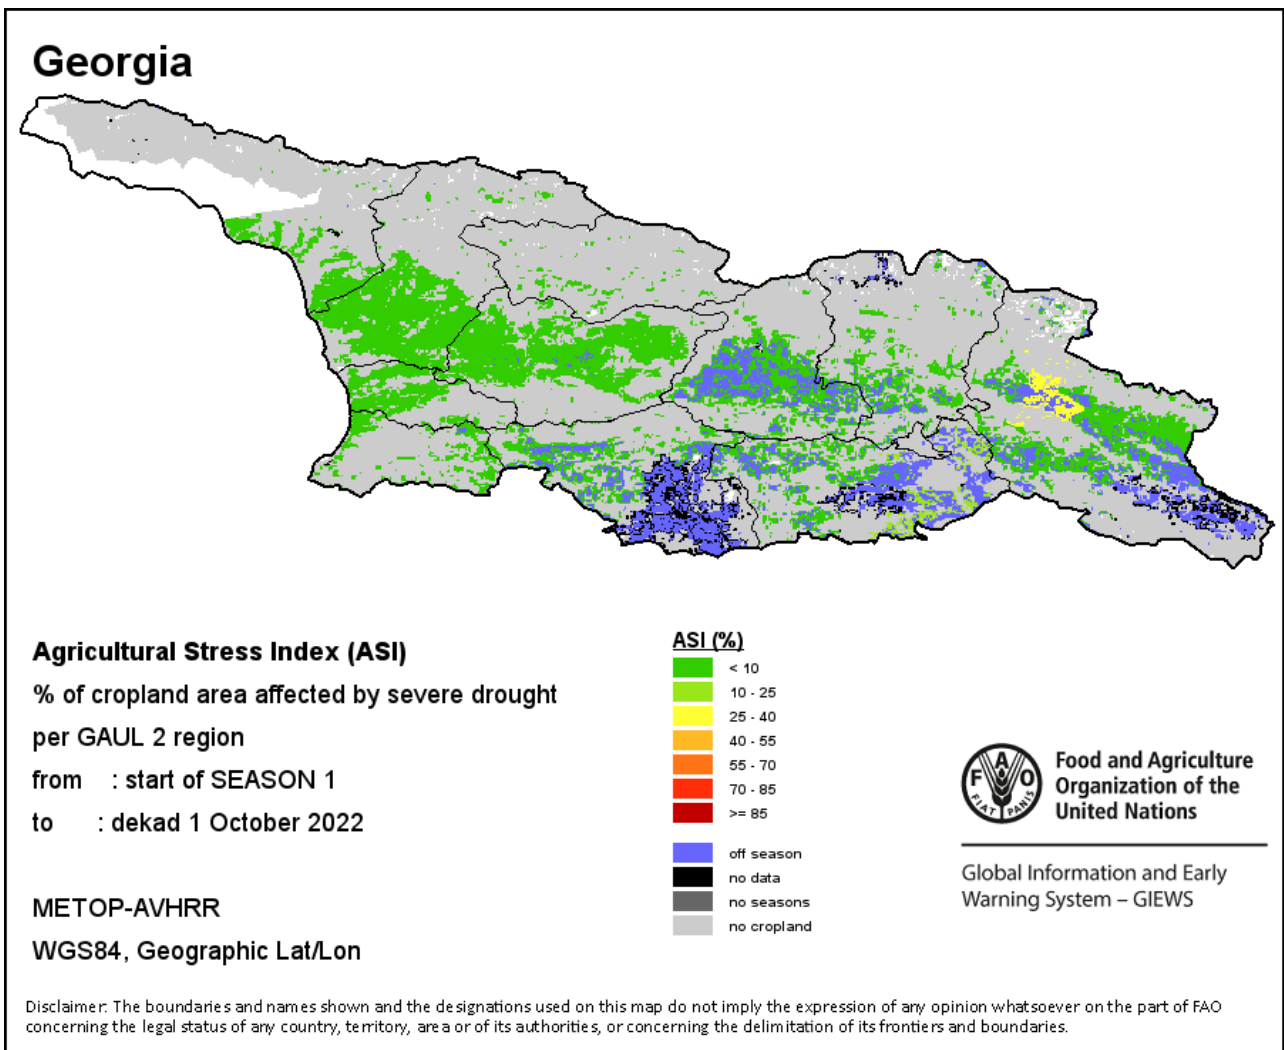 Georgia
Agricultural Stress Index (ASI)
% of cropland area affected by severe drought
per GAUL 2 region
from : start of SEASON 1
to : dekad 1 October 2022
METOP-AVHRR
WGS84, Geographic Lat/Lon
ASI (%)
< 10
10 - 25
25 - 40
40 - 55
55 - 70
70 - 85
>= 85
off season
no data
no seasons
no cropland
F A O
FIAT PANIS
Food and Agriculture
Organization of the
United Nations
Global Information and Early
Warning System – GIEWS
Disclaimer: The boundaries and names shown and the designations used on this map do not imply the expression of any opinion whatsoever on the part of FAO
concerning the legal status of any country, territory, area or of its authorities, or concerning the delimitation of its frontiers and boundaries.